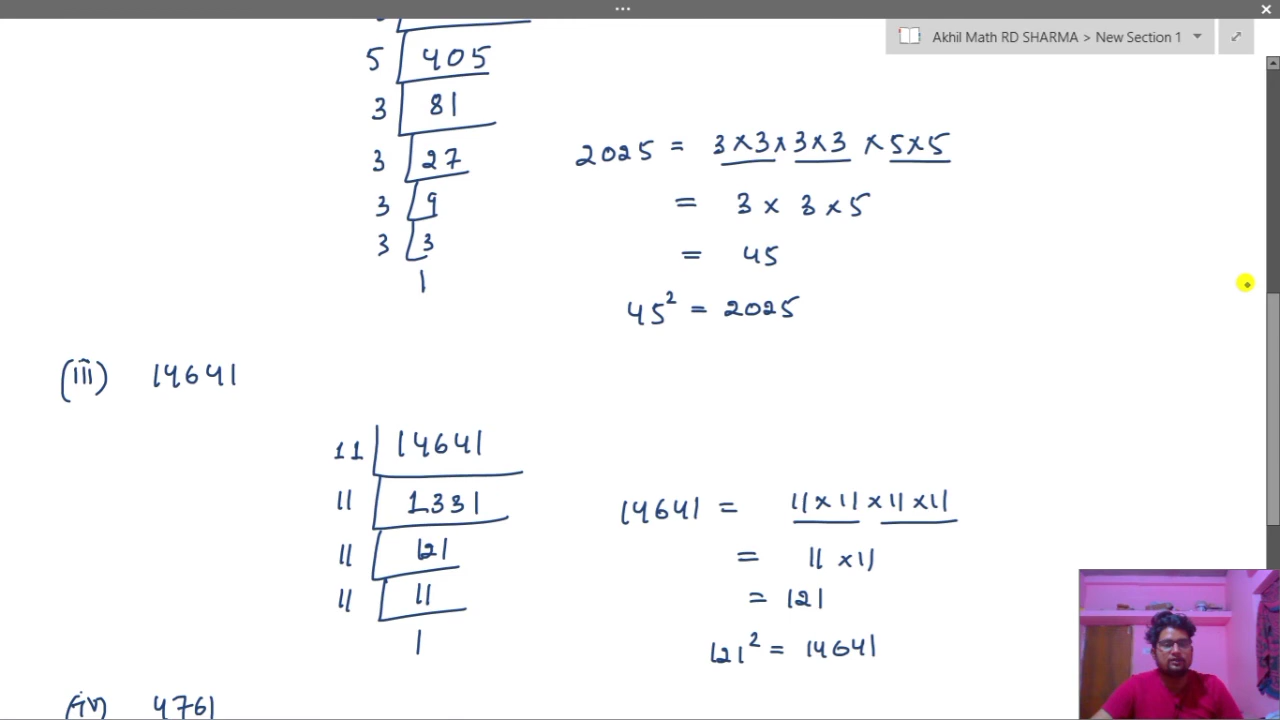 Akhil Math RD SHARMA > New Section 1
5 405
3 81
3 27
3 9
3 3
1
2025 = 3×3×3×3×5×5
= 3×3×5
= 45
45² = 2025
(iii) 14641
11 14641
11 1331
11 121
11 11
1
14641 = 11×11×11×11
= 11×11
= 121
121² = 14641
(iv) 4761